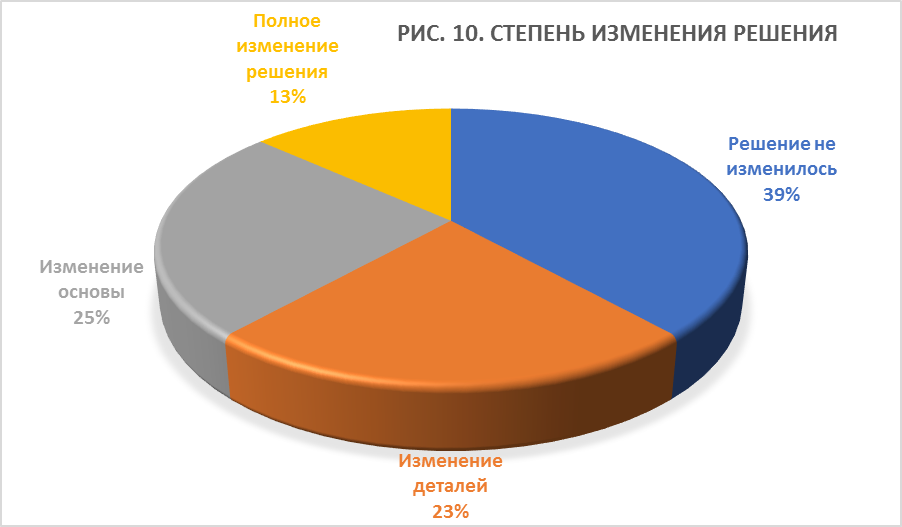 РИС. 10. СТЕПЕНЬ ИЗМЕНЕНИЯ РЕШЕНИЯ
Полное
изменение
решения
13%
Решение не
изменилось
39%
Изменение
основы
25%
Изменение
деталей
23%